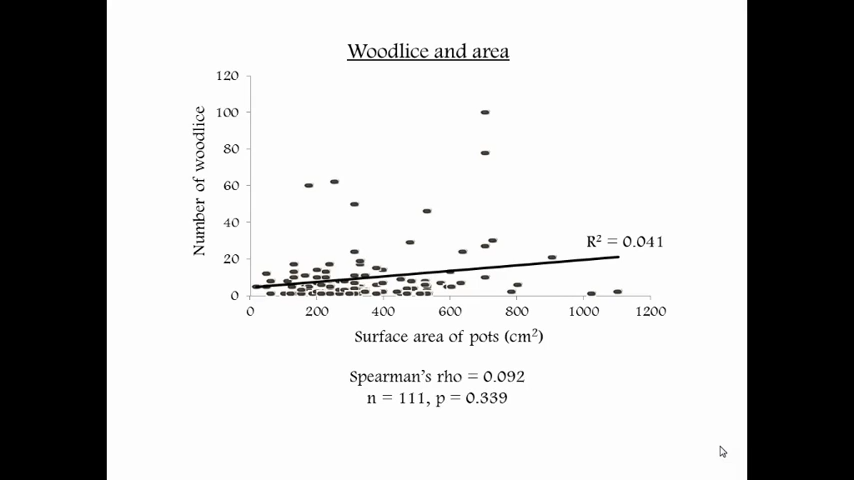 Woodlice and area
120
100
80
60
40
20
0
Number of woodlice
R² = 0.041
0 200 400 600 800 1000 1200
Surface area of pots (cm²)
Spearman's rho = 0.092
n = 111, p = 0.339